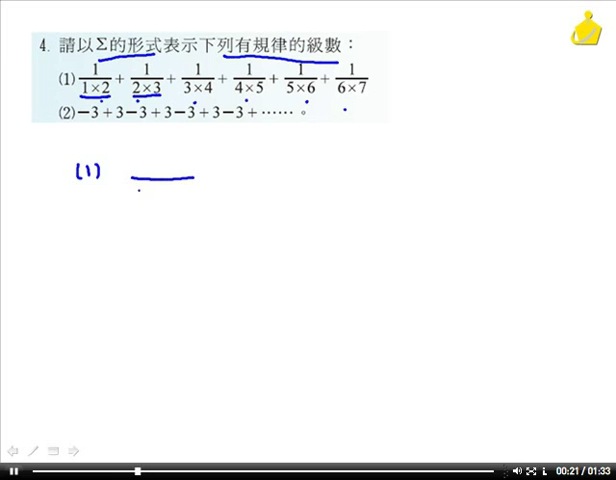 4. 請以Σ的形式表示下列有規律的級數：
(1) 1/(1×2) + 1/(2×3) + 1/(3×4) + 1/(4×5) + 1/(5×6) + 1/(6×7)
(2) −3+3−3+3−3+3−3+⋯⋯。
(1)
00:21 / 01:33